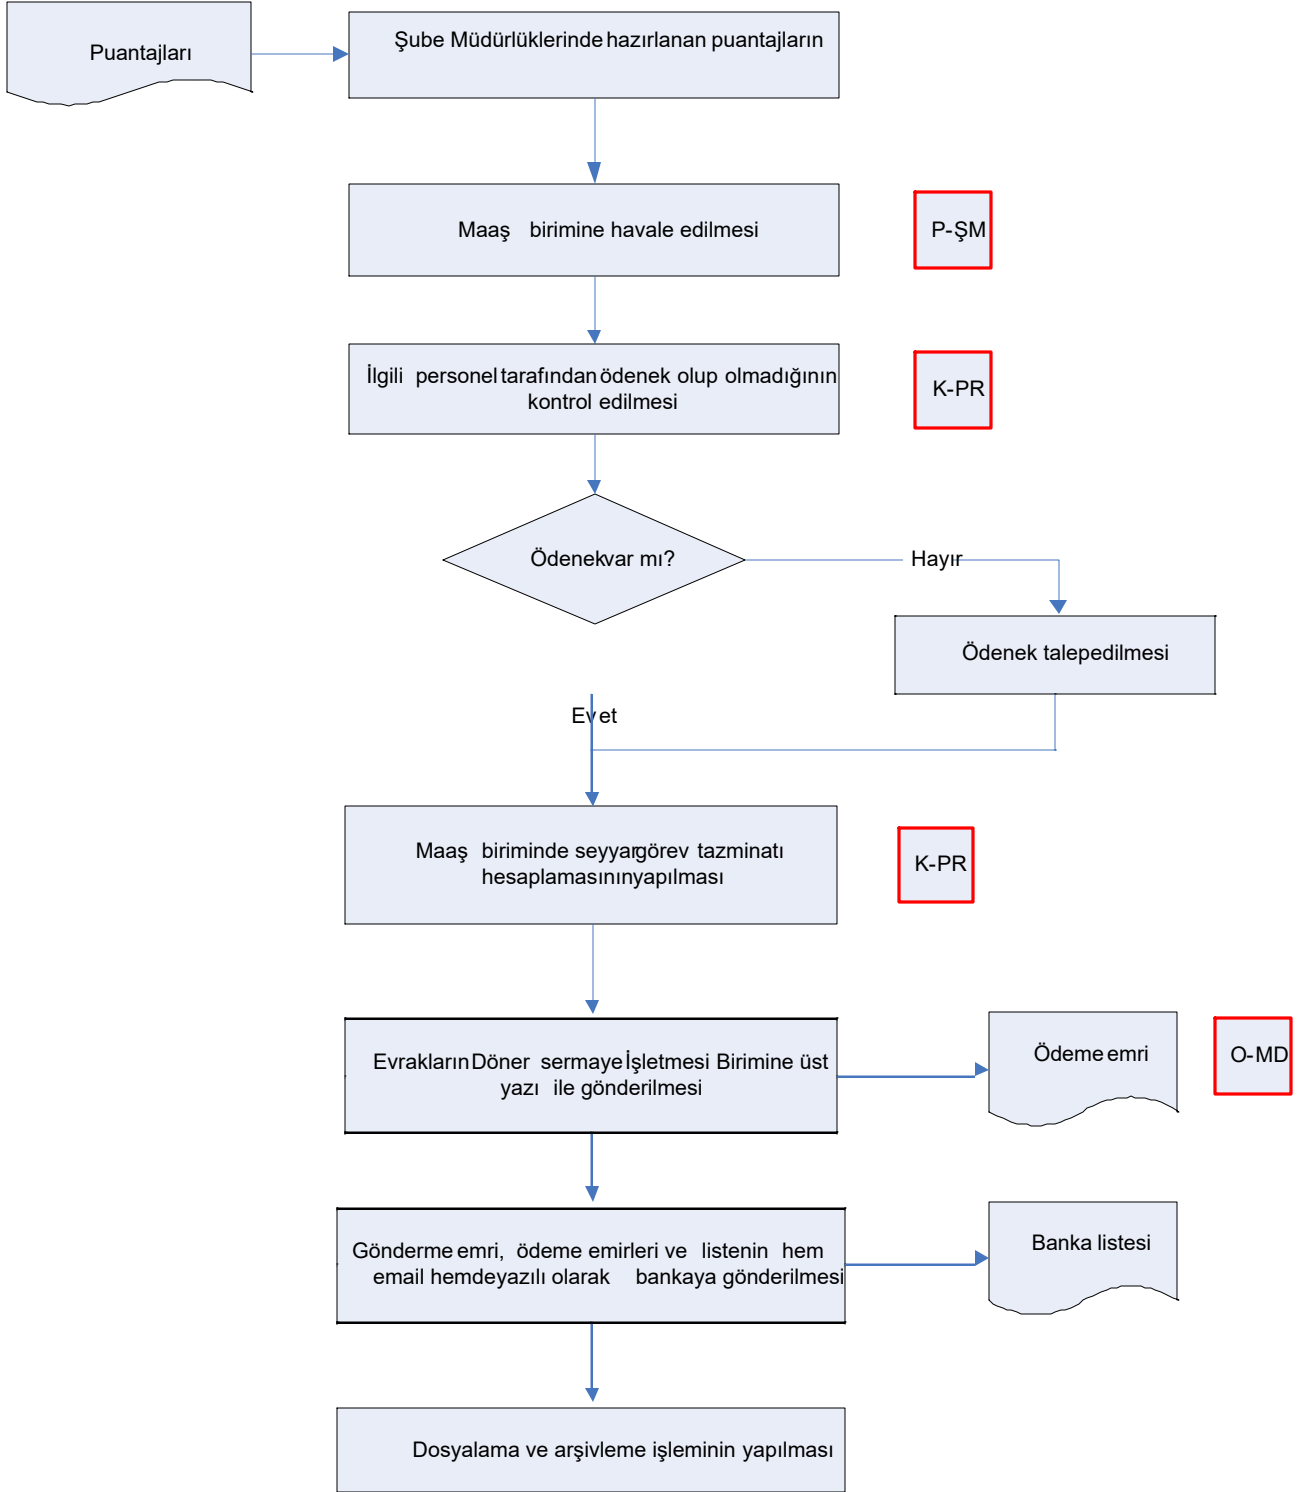 Puantajları
Şube Müdürlüklerinde hazırlanan puantajların
Maaş birimine havale edilmesi
P-ŞM
İlgili personel tarafından ödenek olup olmadığının
kontrol edilmesi
K-PR
Ödenekvar mı?
Hayır
Ödenek talepedilmesi
Evet
Maaş biriminde seyyargörev tazminatı
hesaplamasınınyapılması
K-PR
Evrakların Döner sermaye İşletmesi Birimine üst
yazı ile gönderilmesi
Ödeme emri
O-MD
Gönderme emri, ödeme emirleri ve listenin hem
email hemdeyazılı olarak bankaya gönderilmesi
Banka listesi
Dosyalama ve arşivleme işleminin yapılması